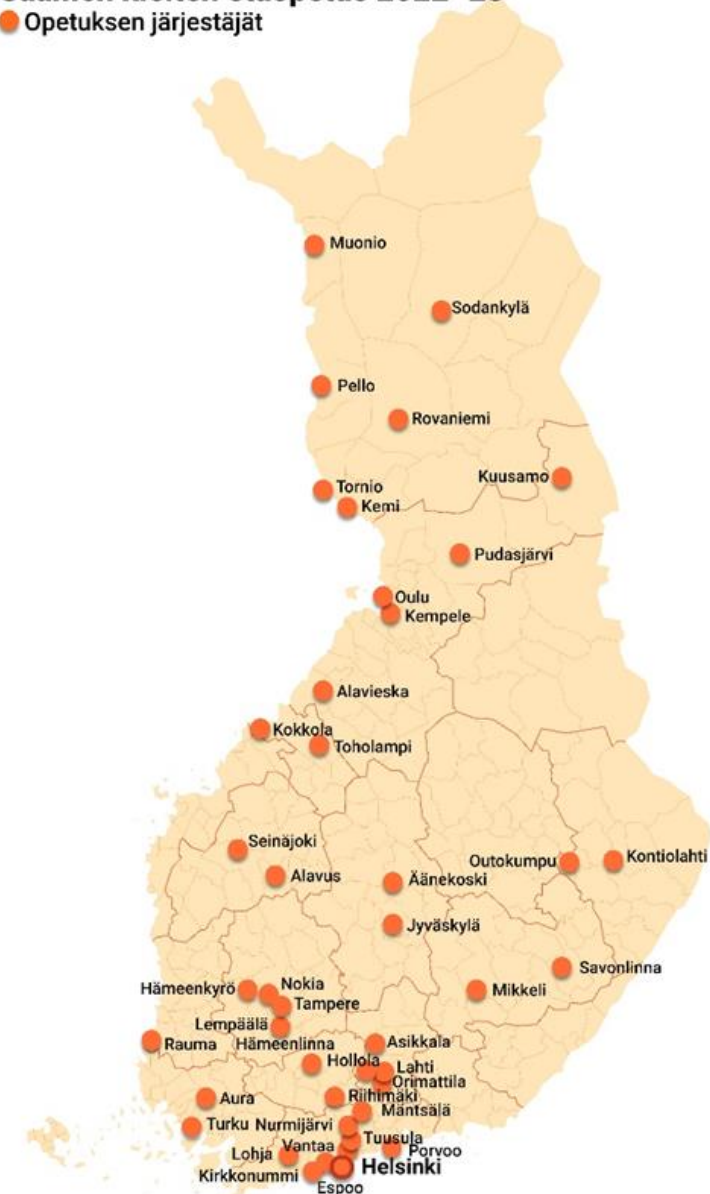 Opetuksen järjestäjät
Muonio
Sodankylä
Pello
Rovaniemi
Kuusamo
Tornio
Kemi
Pudasjärvi
Oulu
Kempele
Alavieska
Kokkola
Toholampi
Seinäjoki
Alavus
Äänekoski
Outokumpu
Kontiolahti
Jyväskylä
Savonlinna
Mikkeli
Hämeenkyrö
Nokia
Tampere
Lempäälä
Rauma
Hämeenlinna
Asikkala
Hollola
Lahti
Orimattila
Aura
Riihimäki
Mäntsälä
Turku
Nurmijärvi
Tuusula
Vantaa
Porvoo
Lohja
Helsinki
Kirkkonummi
Espoo